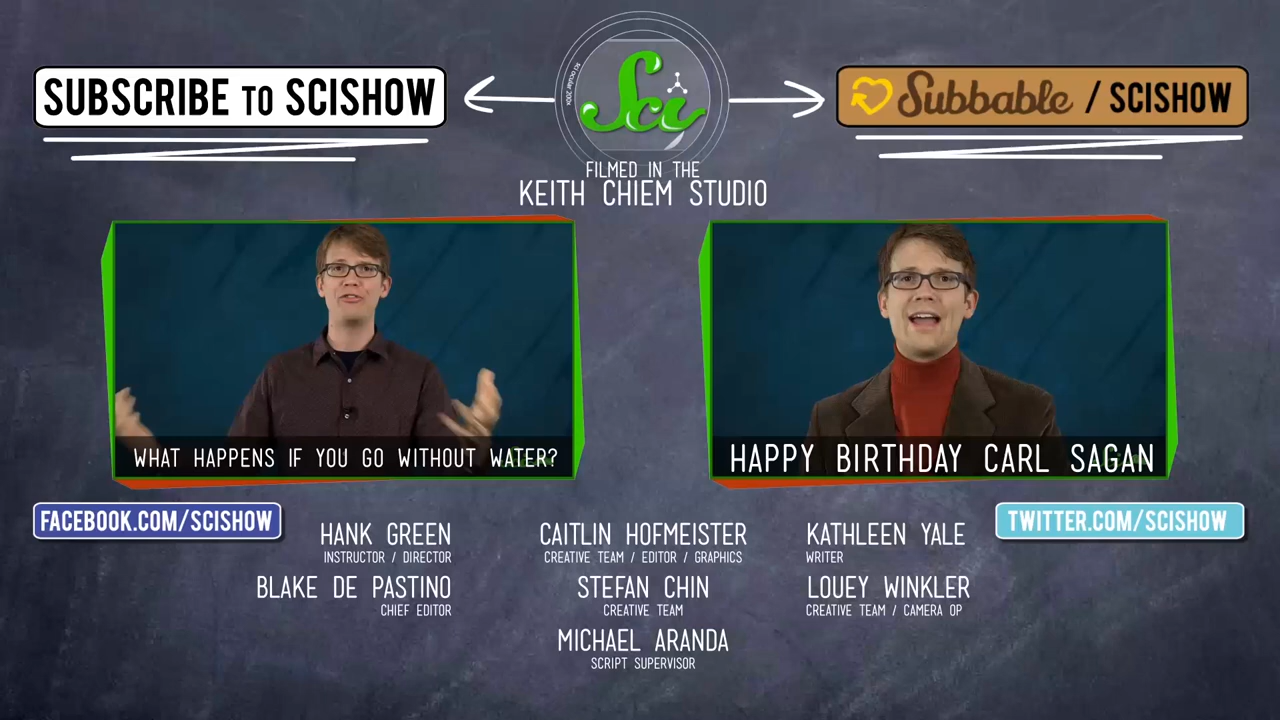 SUBSCRIBE TO SCISHOW
Sci
Subbable / SCISHOW
FILMED IN THE
KEITH CHIEM STUDIO
WHAT HAPPENS IF YOU GO WITHOUT WATER?
HAPPY BIRTHDAY CARL SAGAN
FACEBOOK.COM/SCISHOW
TWITTER.COM/SCISHOW
HANK GREEN
INSTRUCTOR / DIRECTOR
CAITLIN HOFMEISTER
CREATIVE TEAM / EDITOR / GRAPHICS
KATHLEEN YALE
WRITER
BLAKE DE PASTINO
CHIEF EDITOR
STEFAN CHIN
CREATIVE TEAM
LOUEY WINKLER
CREATIVE TEAM / CAMERA OP
MICHAEL ARANDA
SCRIPT SUPERVISOR